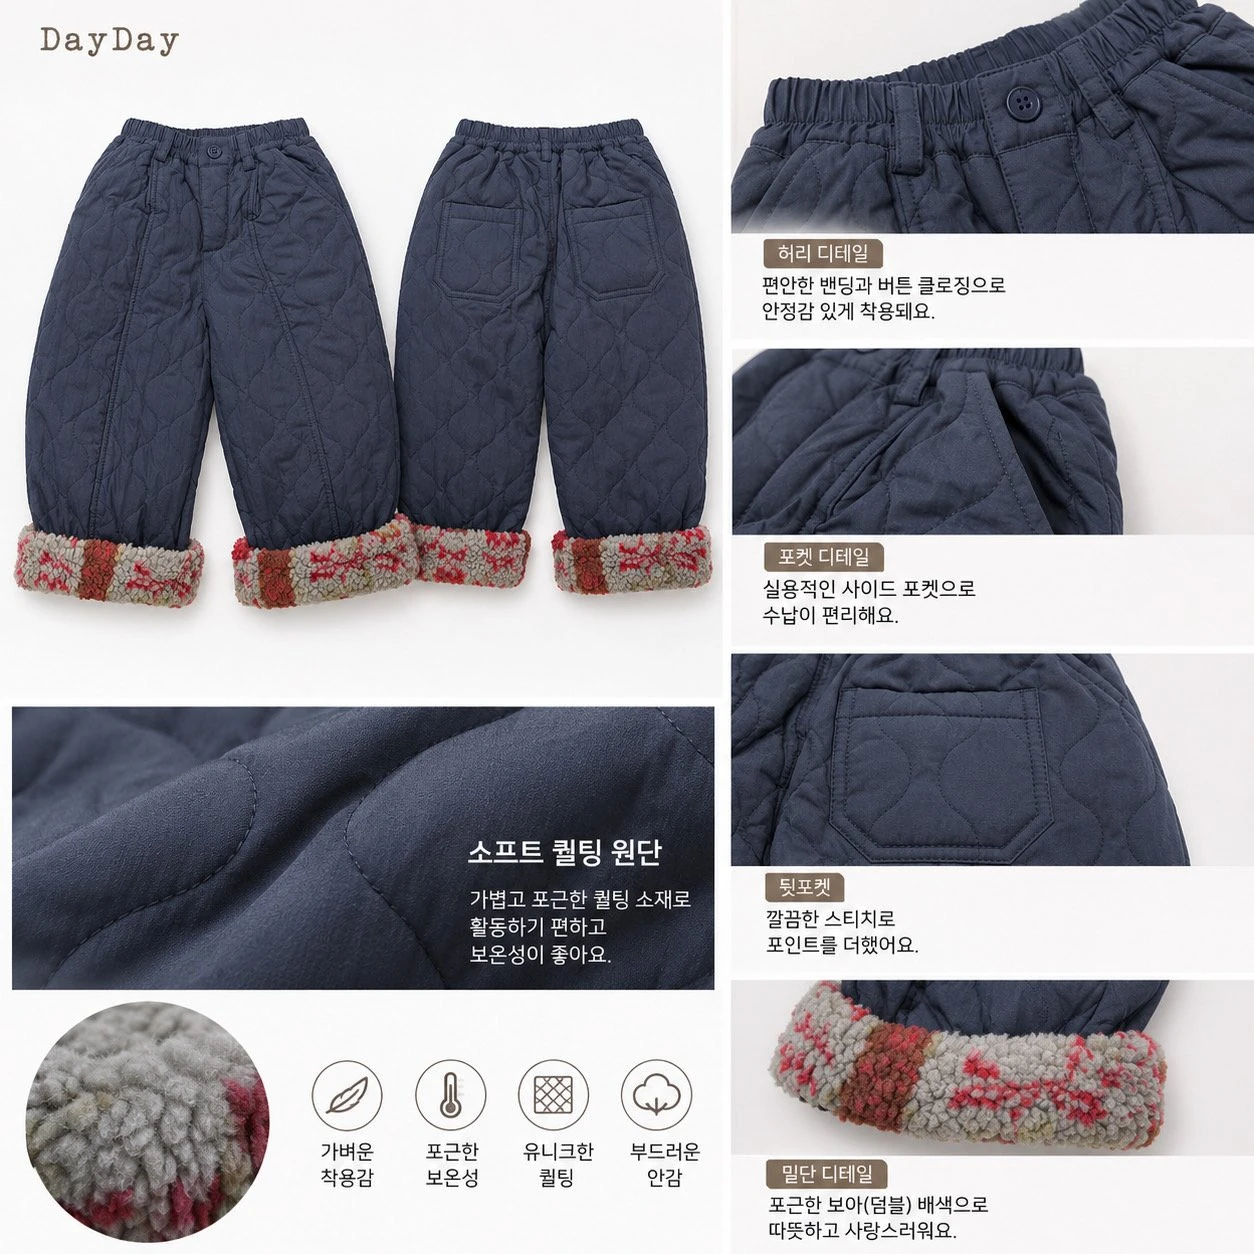 DayDay
허리 디테일
편안한 밴딩과 버튼 클로징으로
안정감 있게 착용돼요.
포켓 디테일
실용적인 사이드 포켓으로
수납이 편리해요.
뒷포켓
깔끔한 스티치로
포인트를 더했어요.
밑단 디테일
포근한 보아(덤블) 배색으로
따뜻하고 사랑스러워요.
소프트 퀼팅 원단
가볍고 포근한 퀼팅 소재로
활동하기 편하고
보온성이 좋아요.
가벼운
착용감
포근한
보온성
유니크한
퀼팅
부드러운
안감